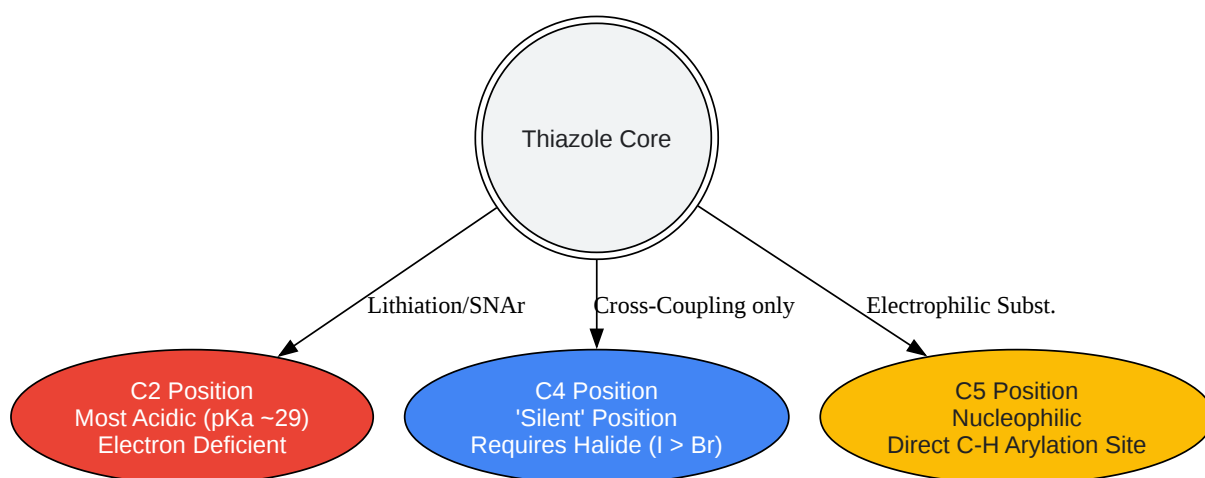 Thiazole Core
Lithiation/SNAr
Cross-Coupling only
Electrophilic Subst.
C2 Position
Most Acidic (pKa ~29)
Electron Deficient
C4 Position
'Silent' Position
Requires Halide (I > Br)
C5 Position
Nucleophilic
Direct C-H Arylation Site